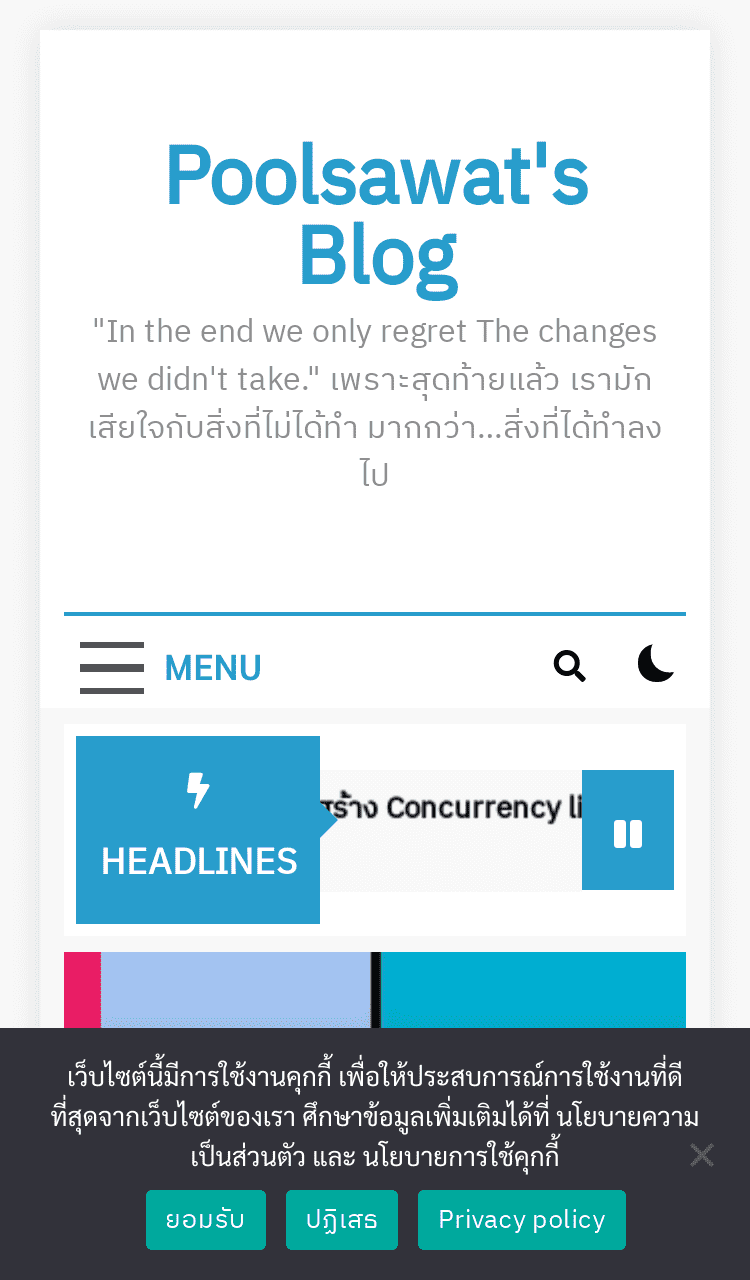 Poolsawat's
Blog
"In the end we only regret The changes
we didn't take." เพราะสุดท้ายแล้ว เรามัก
เสียใจกับสิ่งที่ไม่ได้ทำ มากกว่า...สิ่งที่ได้ทำลง
ไป
MENU
HEADLINES
สร้าง Concurrency li
เว็บไซต์นี้มีการใช้งานคุกกี้ เพื่อให้ประสบการณ์การใช้งานที่ดี
ที่สุดจากเว็บไซต์ของเรา ศึกษาข้อมูลเพิ่มเติมได้ที่ นโยบายความ
เป็นส่วนตัว และ นโยบายการใช้คุกกี้
ยอมรับ
ปฏิเสธ
Privacy policy